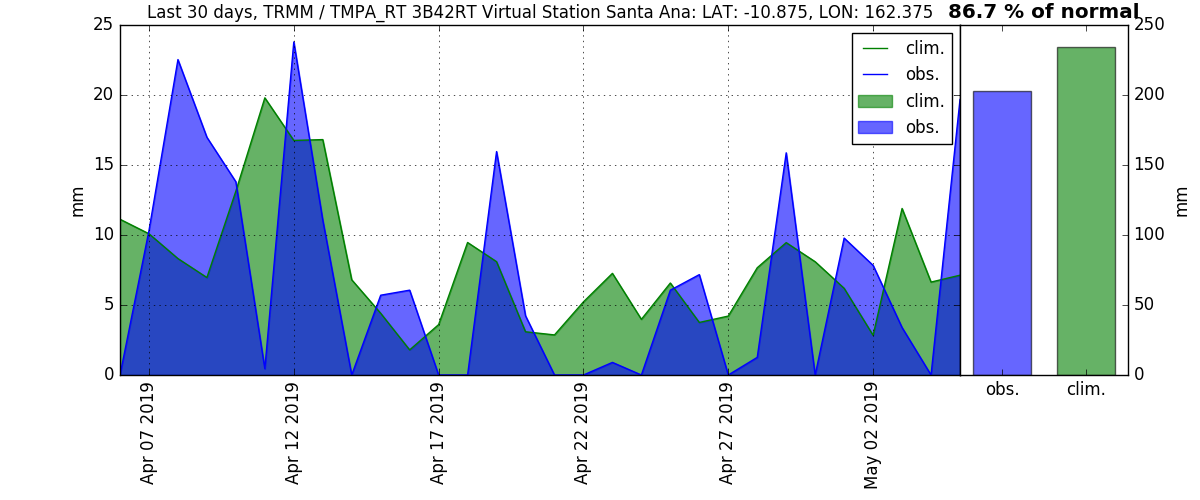 Last 30 days, TRMM / TMPA_RT 3B42RT Virtual Station Santa Ana: LAT: -10.875, LON: 162.375 86.7 % of normal
25
20
15
10
5
0
mm
clim.
obs.
clim.
obs.
250
200
150
100
50
0
mm
obs. clim.
Apr 07 2019
Apr 12 2019
Apr 17 2019
Apr 22 2019
Apr 27 2019
May 02 2019